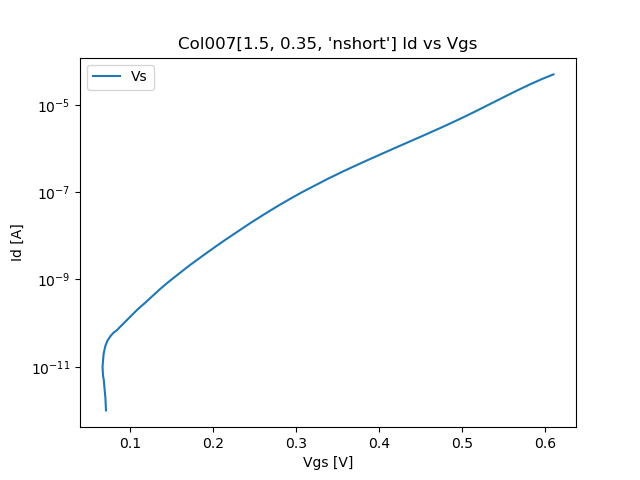 Col007[1.5, 0.35, 'nshort'] Id vs Vgs
Vs
10⁻⁵
10⁻⁷
10⁻⁹
10⁻¹¹
Id [A]
0.1 0.2 0.3 0.4 0.5 0.6
Vgs [V]